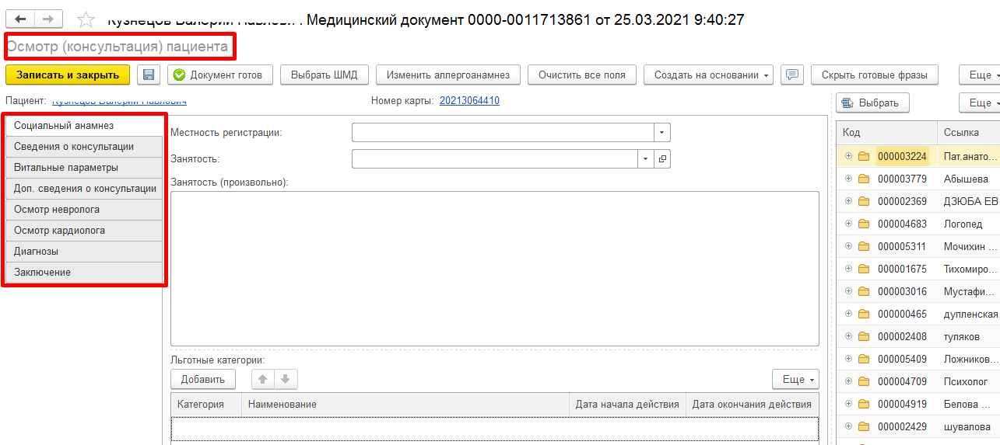 Кузнецов Валерий Павлович . Медицинский документ 0000-0011713861 от 25.03.2021 9:40:27
Осмотр (консультация) пациента
Записать и закрыть Документ готов Выбрать ШМД Изменить аллергоанамнез Очистить все поля Создать на основании Скрыть готовые фразы Еще
Пациент: Кузнецов Валерий Павлович Номер карты: 20213064410
Выбрать Еще
Социальный анамнез
Сведения о консультации
Витальные параметры
Доп. сведения о консультации
Осмотр невролога
Осмотр кардиолога
Диагнозы
Заключение
Местность регистрации:
Занятость:
Занятость (произвольно):
Льготные категории:
Добавить Еще
Категория Наименование Дата начала действия Дата окончания действия
Код Ссылка
000003224 Пат.анато...
000003779 Абышева
000002369 ДЗЮБА ЕВ
000004683 Логопед
000005311 Мочихин ...
000001675 Тихомиро...
000003016 Мустафи...
000000465 дупленская
000002408 туляков
000005409 Ложников...
000004709 Психолог
000004919 Белова ...
000002429 шувалова